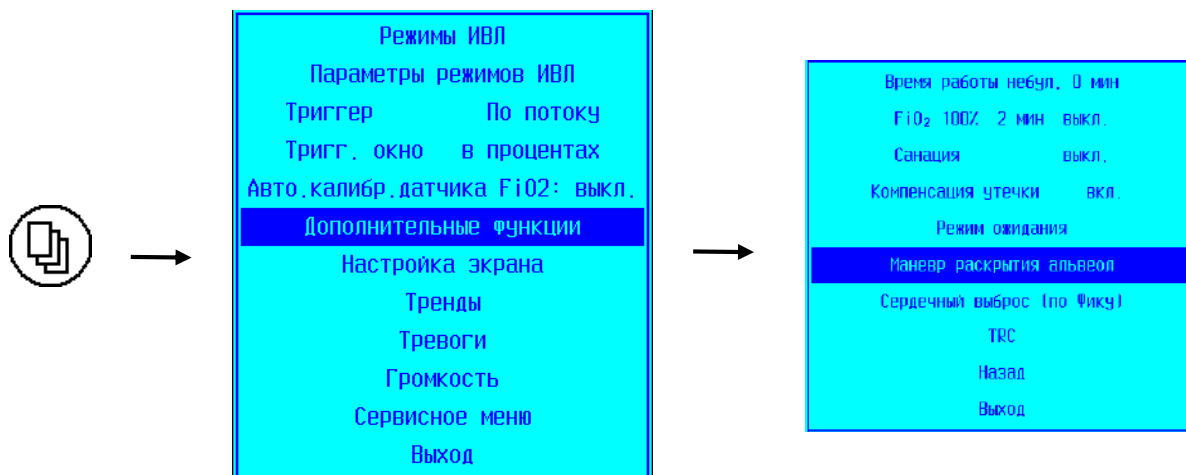 Режимы ИВЛ
Параметры режимов ИВЛ
Триггер По потоку
Тригг. окно в процентах
Авто.калибр.датчика FiO2: выкл.
Дополнительные функции
Настройка экрана
Тренды
Тревоги
Громкость
Сервисное меню
Выход
Время работы небул. 0 мин
FiO₂ 100% 2 мин выкл.
Санация выкл.
Компенсация утечки вкл.
Режим ожидания
Маневр раскрытия альвеол
Сердечный выброс (по Фику)
TRC
Назад
Выход